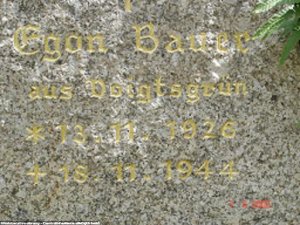 Egon Bauer
aus Voigtsgrün
* 13. 11. 1926
+ 18. 11. 1944